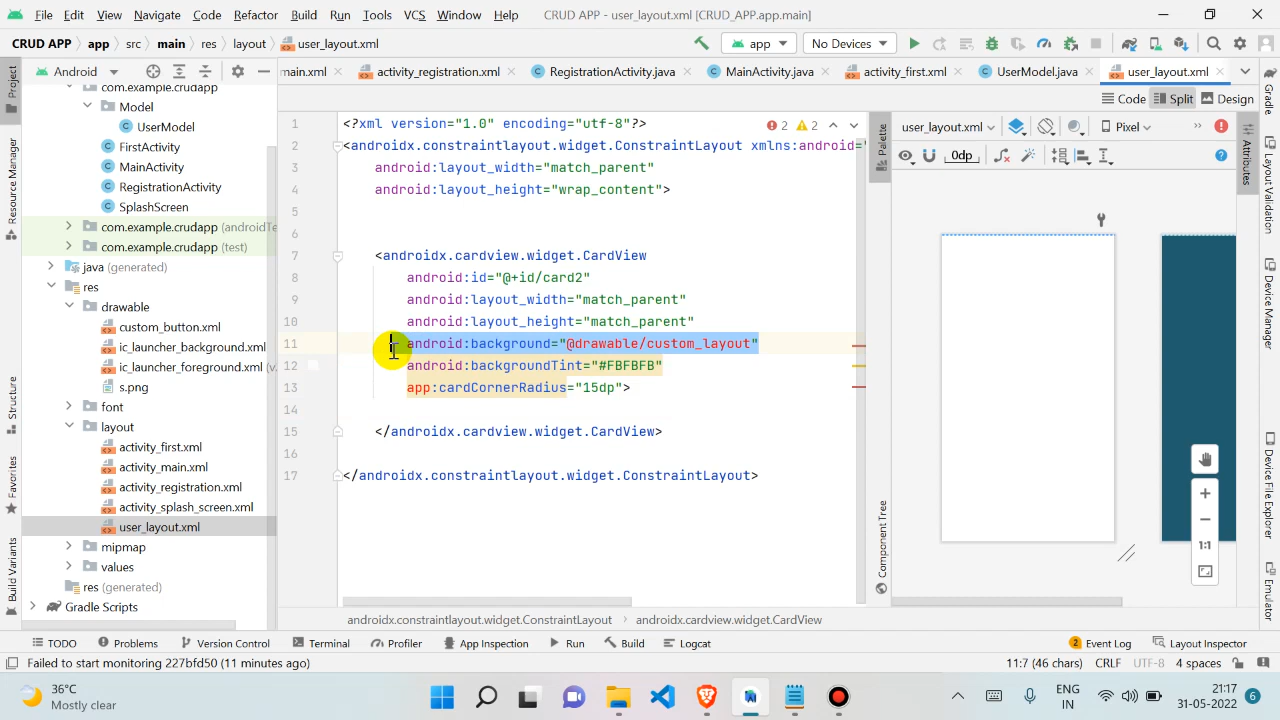 File Edit View Navigate Code Refactor Build Run Tools VCS Window Help CRUD APP - user_layout.xml [CRUD_APP.app.main]
CRUD APP app src main res layout user_layout.xml app No Devices
Android main.xml activity_registration.xml RegistrationActivity.java MainActivity.java activity_first.xml UserModel.java user_layout.xml
Code Split Design
com.example.crudapp
Model
UserModel
FirstActivity
MainActivity
RegistrationActivity
SplashScreen
com.example.crudapp (androidTe
com.example.crudapp (test)
java (generated)
res
drawable
custom_button.xml
ic_launcher_background.xml
ic_launcher_foreground.xml (v
s.png
font
layout
activity_first.xml
activity_main.xml
activity_registration.xml
activity_splash_screen.xml
user_layout.xml
mipmap
values
res (generated)
Gradle Scripts
Project
Resource Manager
Structure
Favorites
Build Variants
1 <?xml version="1.0" encoding="utf-8"?>
2 <androidx.constraintlayout.widget.ConstraintLayout xmlns:android="
3 android:layout_width="match_parent"
4 android:layout_height="wrap_content">
5
6
7 <androidx.cardview.widget.CardView
8 android:id="@+id/card2"
9 android:layout_width="match_parent"
10 android:layout_height="match_parent"
11 android:background="@drawable/custom_layout"
12 android:backgroundTint="#FBFBFB"
13 app:cardCornerRadius="15dp">
14
15 </androidx.cardview.widget.CardView>
16
17 </androidx.constraintlayout.widget.ConstraintLayout>
2 2
Palette
Component Tree
user_layout.xml Pixel
0dp
1:1
Attributes
Gradle
Layout Validation
Device Manager
Device File Explorer
Emulator
androidx.constraintlayout.widget.ConstraintLayout androidx.cardview.widget.CardView
TODO Problems Version Control Terminal Profiler App Inspection Run Build Logcat 2 Event Log Layout Inspector
Failed to start monitoring 227bfd50 (11 minutes ago) 11:7 (46 chars) CRLF UTF-8 4 spaces
36°C
Mostly clear
ENG
IN
21:17
31-05-2022
6